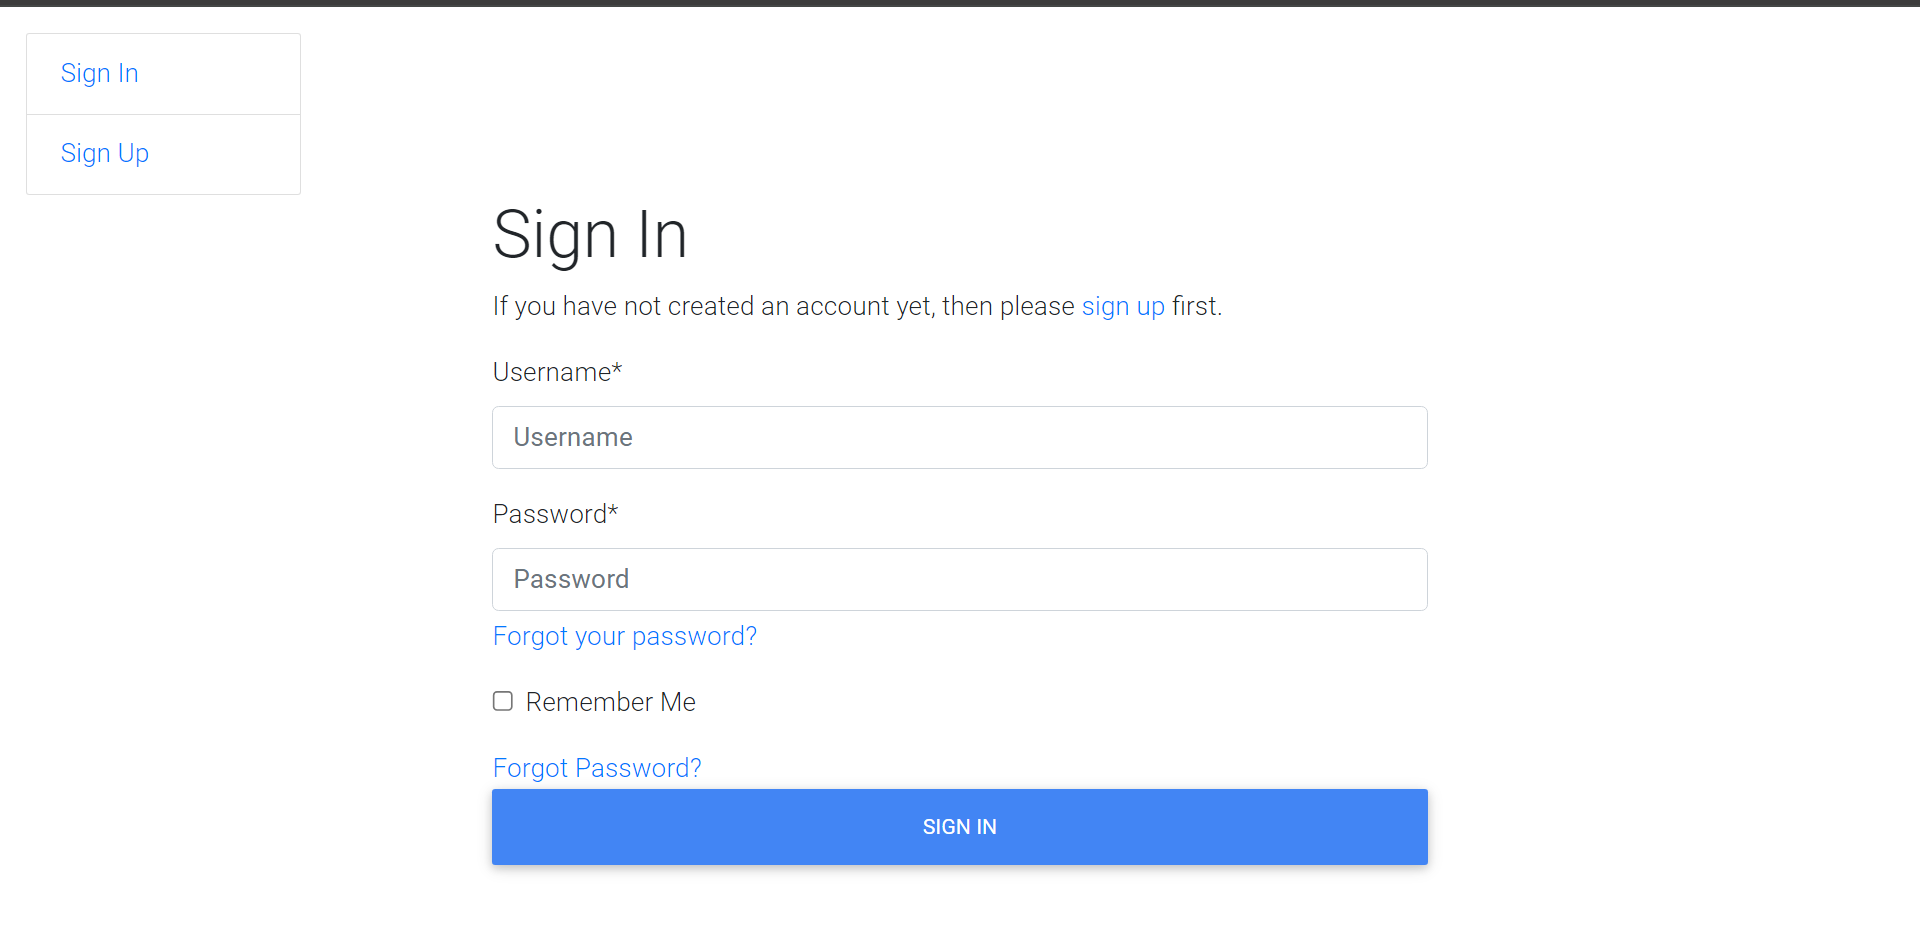 Sign In
Sign Up
Sign In
If you have not created an account yet, then please sign up first.
Username*
Username
Password*
Password
Forgot your password?
Remember Me
Forgot Password?
SIGN IN